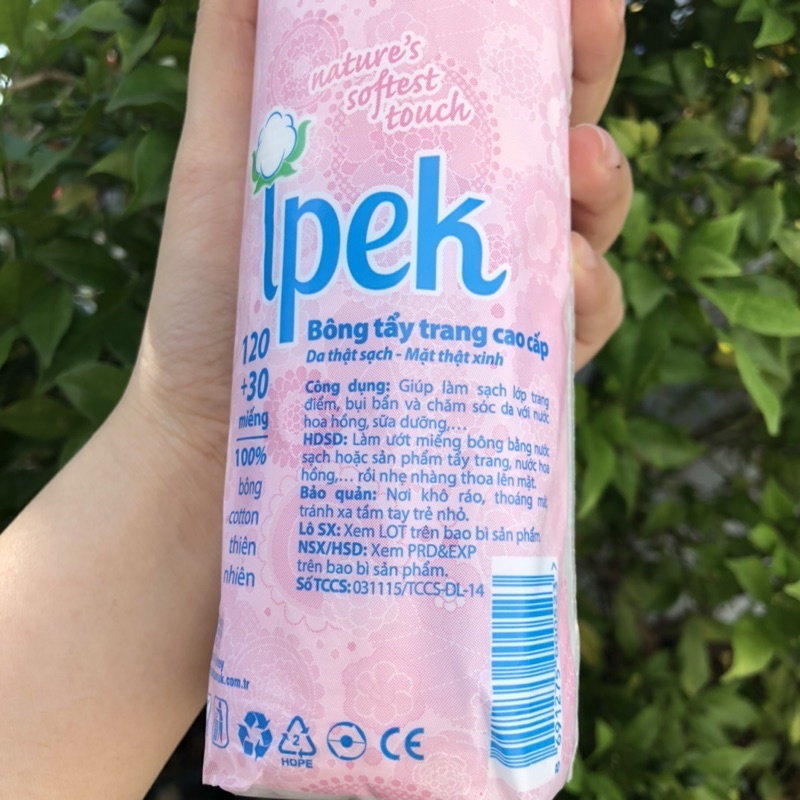 nature's
softest
touch
ipek
120
+30
miếng
100%
bông
cotton
thiên
nhiên
Bông tẩy trang cao cấp
Da thật sạch - Mặt thật xinh
Công dụng: Giúp làm sạch lớp trang
điểm, bụi bẩn và chăm sóc da với nước
hoa hồng, sữa dưỡng,...
HDSD: Làm ướt miếng bông bằng nước
sạch hoặc sản phẩm tẩy trang, nước hoa
hồng,... rồi nhẹ nhàng thoa lên mặt.
Bảo quản: Nơi khô ráo, thoáng mát,
tránh xa tầm tay trẻ nhỏ.
Lô SX: Xem LOT trên bao bì sản phẩm.
NSX/HSD: Xem PRD&EXP
trên bao bì sản phẩm.
Số TCCS: 031115/TCCS-DL-14
.com.tr
2
HDPE
CE